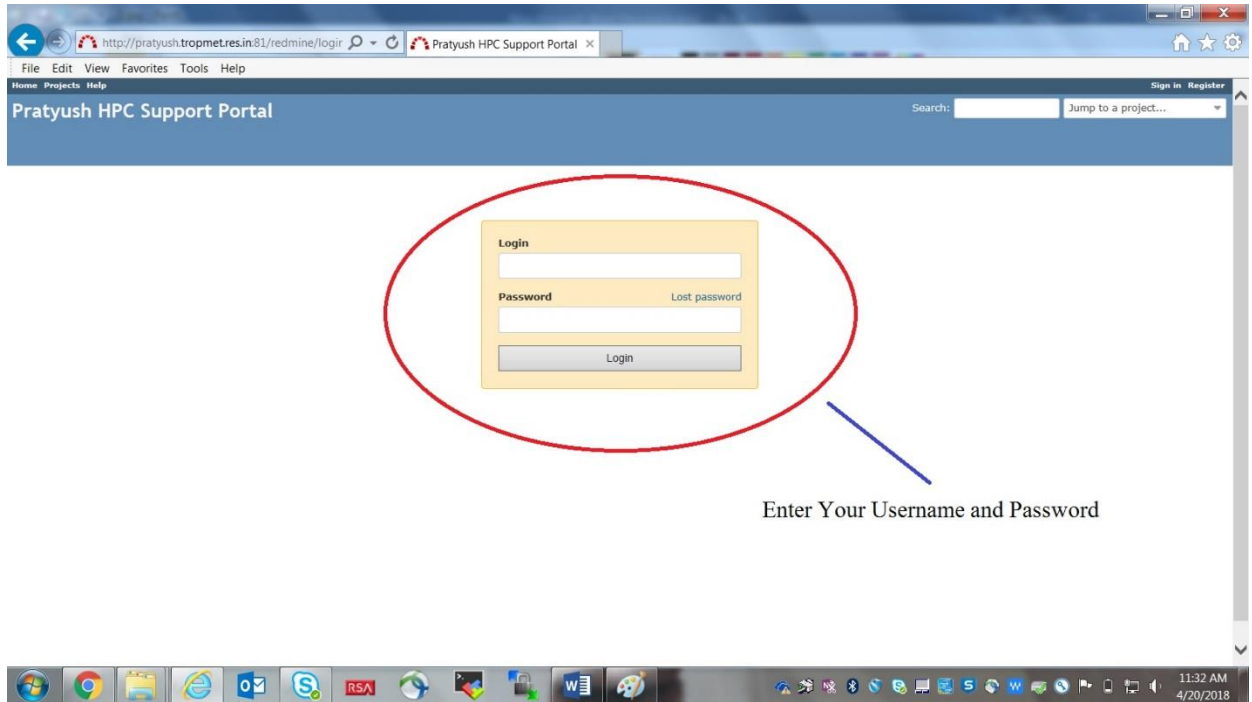 http://pratyush.tropmet.res.in:81/redmine/login
Pratyush HPC Support Portal
File Edit View Favorites Tools Help
Home Projects Help
Sign in Register
Pratyush HPC Support Portal
Search:
Jump to a project...
Login
Password
Lost password
Login
Enter Your Username and Password
RSA
11:32 AM
4/20/2018